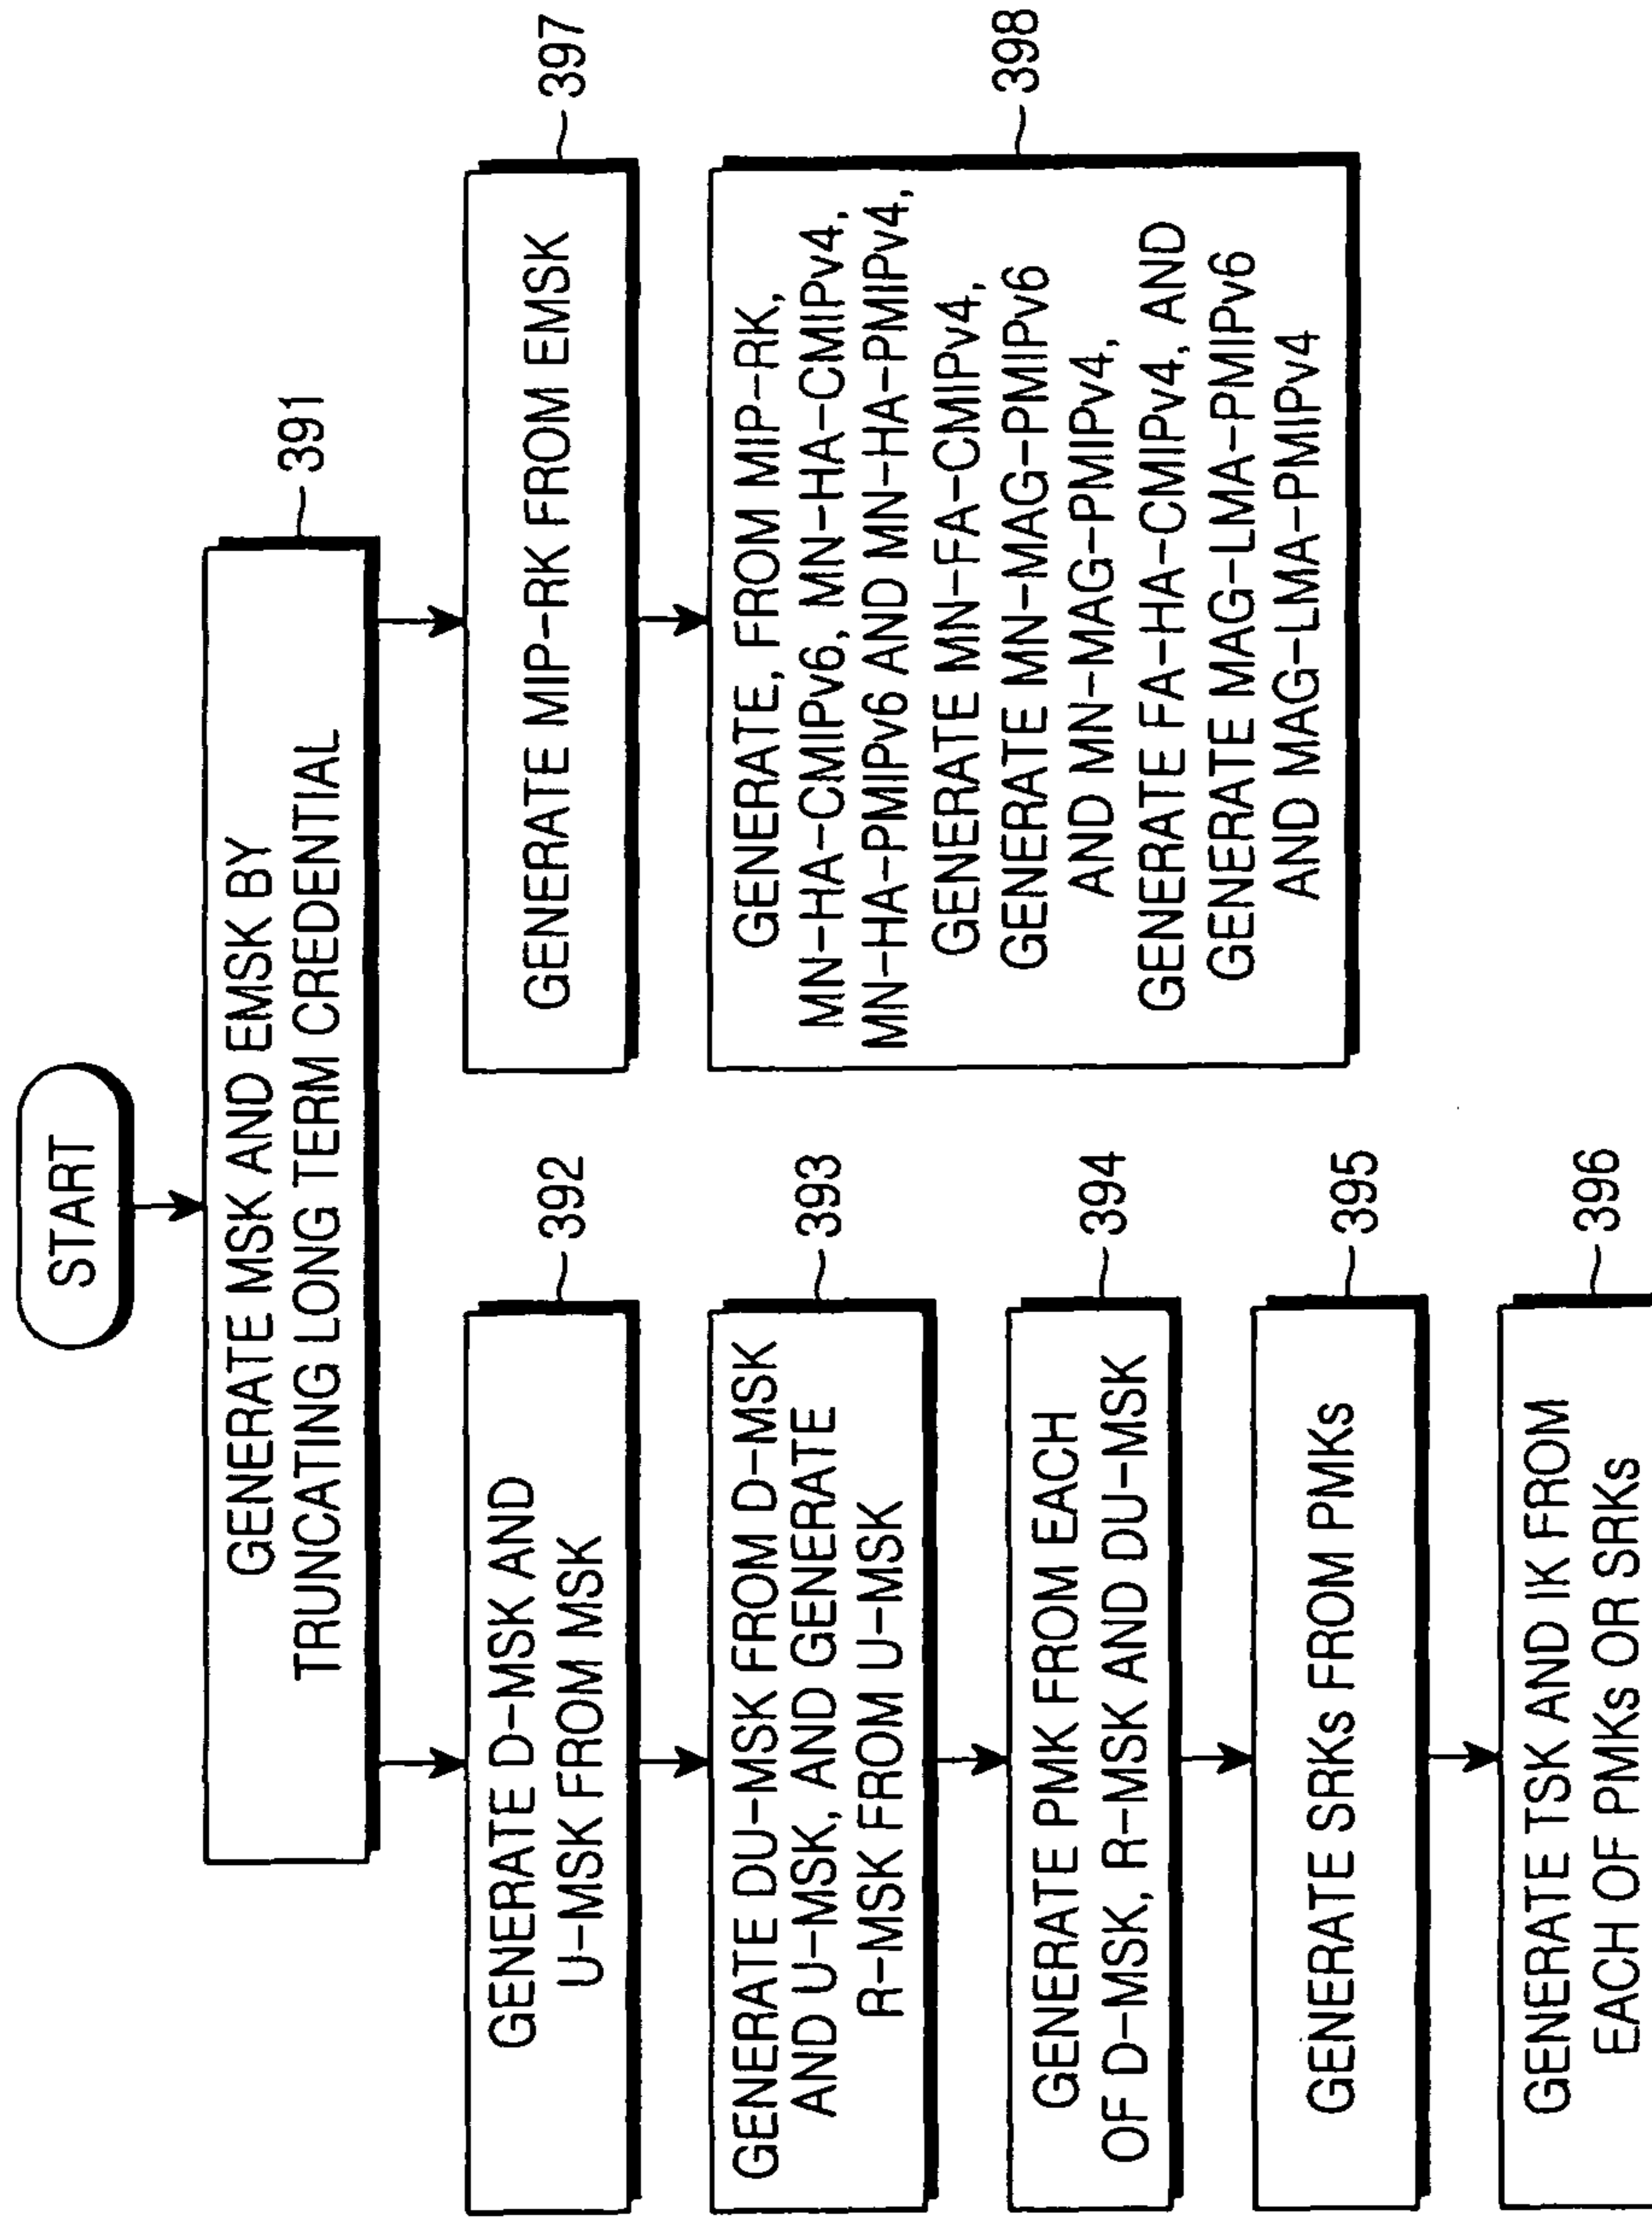 START
GENERATE MSK AND EMSK BY
TRUNCATING LONG TERM CREDENTIAL
391
GENERATE D-MSK AND
U-MSK FROM MSK
392
GENERATE DU-MSK FROM D-MSK
AND U-MSK, AND GENERATE
R-MSK FROM U-MSK
393
GENERATE PMK FROM EACH
OF D-MSK, R-MSK AND DU-MSK
394
GENERATE SRKs FROM PMKs
395
GENERATE TSK AND IK FROM
EACH OF PMKs OR SRKs
396
GENERATE MIP-RK FROM EMSK
397
GENERATE, FROM MIP-RK,
MN-HA-CMIPv6, MN-HA-CMIPv4,
MN-HA-PMIPv6 AND MN-HA-PMIPv4,
GENERATE MN-FA-CMIPv4,
GENERATE MN-MAG-PMIPv6
AND MN-MAG-PMIPv4,
GENERATE FA-HA-CMIPv4, AND
GENERATE MAG-LMA-PMIPv6
AND MAG-LMA-PMIPv4
398